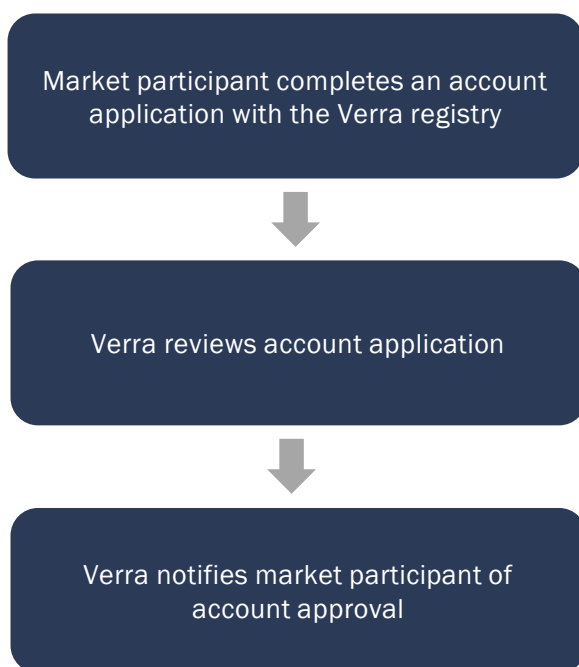 Market participant completes an account
application with the Verra registry
Verra reviews account application
Verra notifies market participant of
account approval